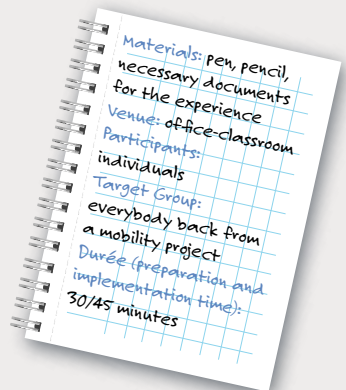 Materials: pen, pencil,
necessary documents
for the experience
Venue: office-classroom
Participants:
individuals
Target Group:
everybody back from
a mobility project
Durée (preparation and
implementation time):
30/45 minutes